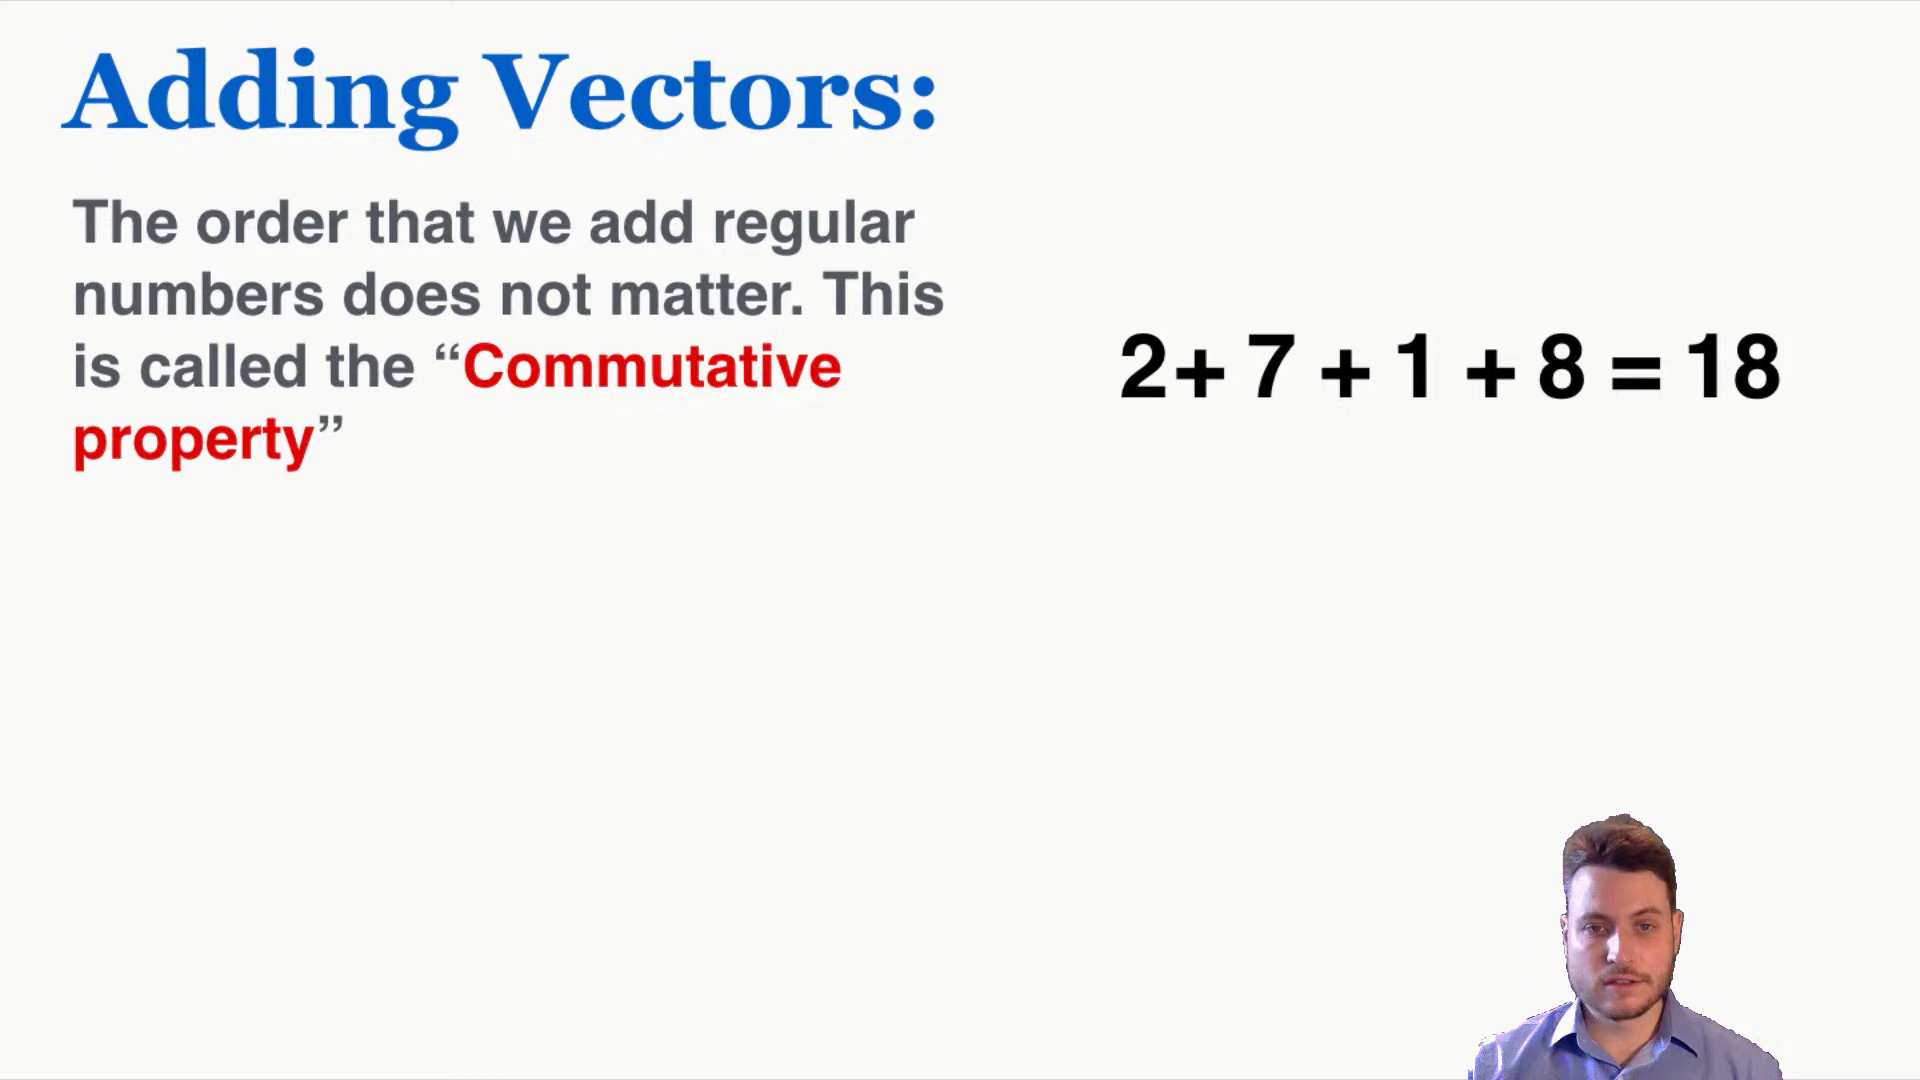 Adding Vectors:
The order that we add regular
numbers does not matter. This
is called the “Commutative
property”
2+ 7 + 1 + 8 = 18